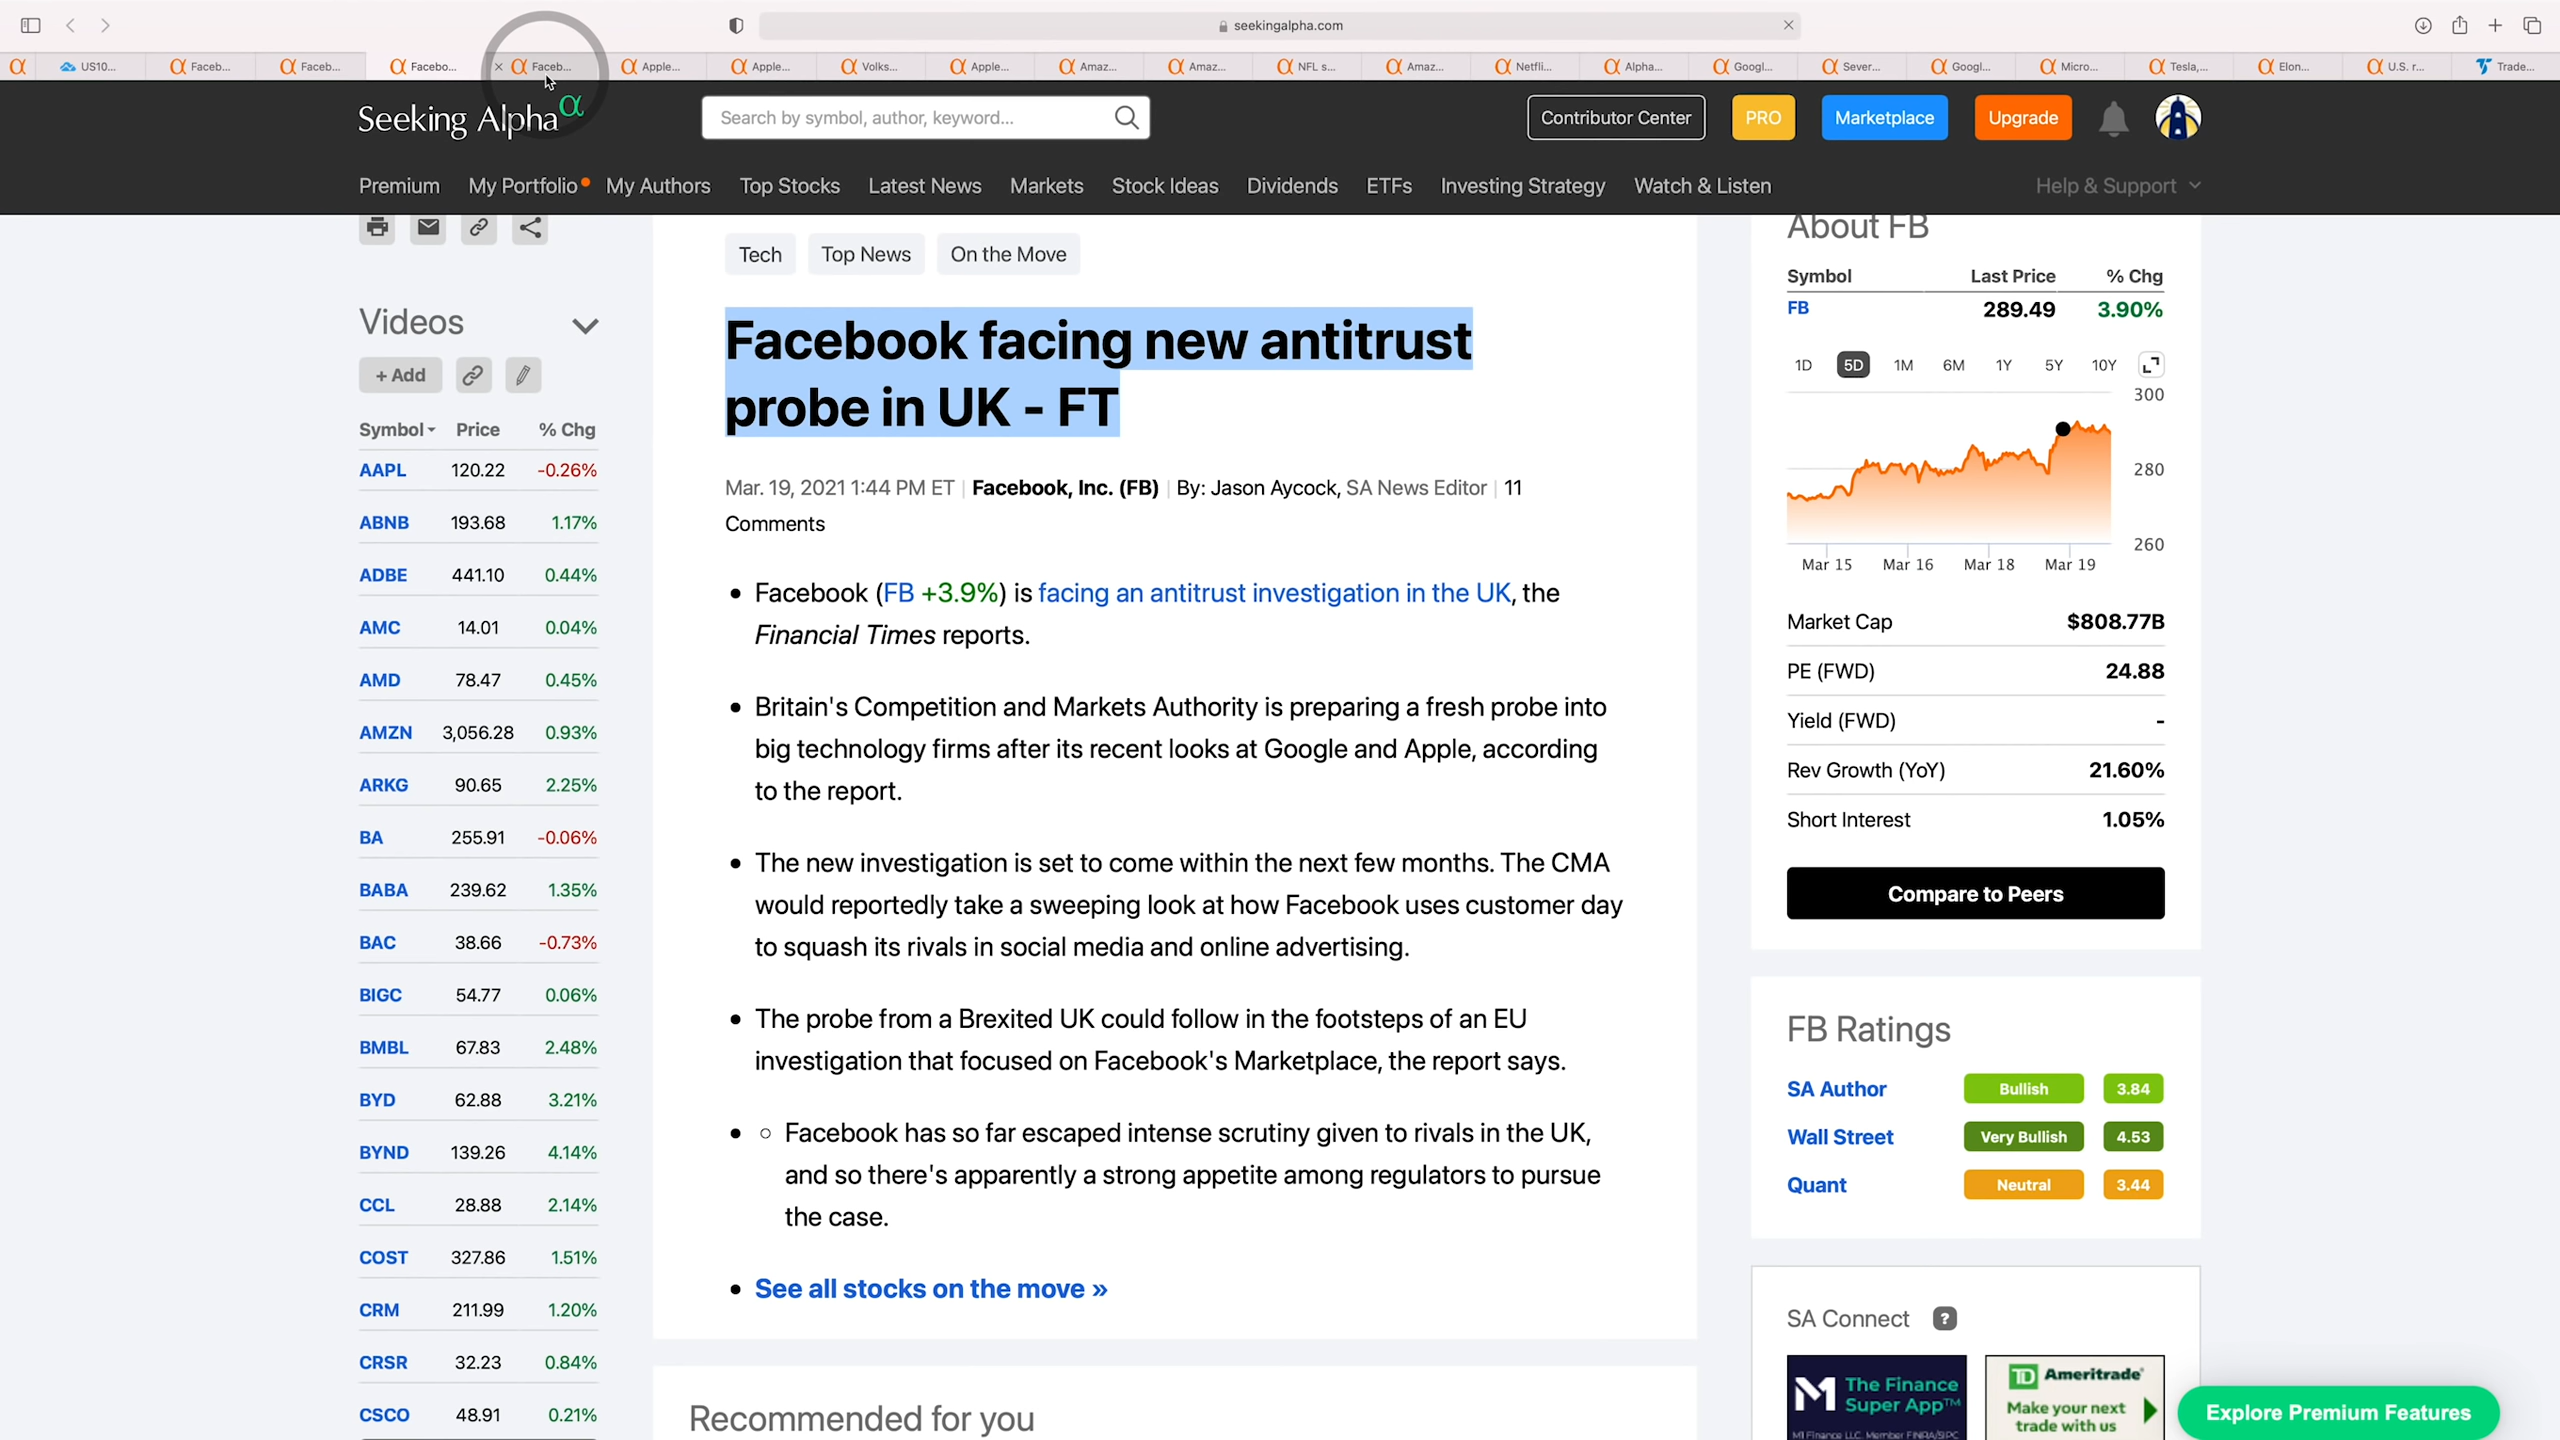 seekingalpha.com
US10...
Faceb...
Faceb...
Facebo...
Faceb...
Apple...
Apple...
Volks...
Apple...
Amaz...
Amaz...
NFL s...
Amaz...
Netfli...
Alpha...
Googl...
Sever...
Googl...
Micro...
Tesla,...
Elon...
U.S. r...
Trade...
Seeking Alpha α
Search by symbol, author, keyword...
Contributor Center
PRO
Marketplace
Upgrade
Premium
My Portfolio
My Authors
Top Stocks
Latest News
Markets
Stock Ideas
Dividends
ETFs
Investing Strategy
Watch & Listen
Help & Support
Videos
+ Add
Symbol Price % Chg
AAPL 120.22 -0.26%
ABNB 193.68 1.17%
ADBE 441.10 0.44%
AMC 14.01 0.04%
AMD 78.47 0.45%
AMZN 3,056.28 0.93%
ARKG 90.65 2.25%
BA 255.91 -0.06%
BABA 239.62 1.35%
BAC 38.66 -0.73%
BIGC 54.77 0.06%
BMBL 67.83 2.48%
BYD 62.88 3.21%
BYND 139.26 4.14%
CCL 28.88 2.14%
COST 327.86 1.51%
CRM 211.99 1.20%
CRSR 32.23 0.84%
CSCO 48.91 0.21%
Tech
Top News
On the Move
Facebook facing new antitrust
probe in UK - FT
Mar. 19, 2021 1:44 PM ET | Facebook, Inc. (FB) | By: Jason Aycock, SA News Editor | 11
Comments
• Facebook (FB +3.9%) is facing an antitrust investigation in the UK, the
Financial Times reports.
• Britain's Competition and Markets Authority is preparing a fresh probe into
big technology firms after its recent looks at Google and Apple, according
to the report.
• The new investigation is set to come within the next few months. The CMA
would reportedly take a sweeping look at how Facebook uses customer day
to squash its rivals in social media and online advertising.
• The probe from a Brexited UK could follow in the footsteps of an EU
investigation that focused on Facebook's Marketplace, the report says.
• ○ Facebook has so far escaped intense scrutiny given to rivals in the UK,
and so there's apparently a strong appetite among regulators to pursue
the case.
• See all stocks on the move »
Recommended for you
About FB
Symbol Last Price % Chg
FB 289.49 3.90%
1D 5D 1M 6M 1Y 5Y 10Y
300
280
260
Mar 15 Mar 16 Mar 18 Mar 19
Market Cap $808.77B
PE (FWD) 24.88
Yield (FWD) -
Rev Growth (YoY) 21.60%
Short Interest 1.05%
Compare to Peers
FB Ratings
SA Author Bullish 3.84
Wall Street Very Bullish 4.53
Quant Neutral 3.44
SA Connect ?
The Finance
Super App™
M1 Finance LLC, Member FINRA/SIPC
TD Ameritrade
Make your next
trade with us
Explore Premium Features